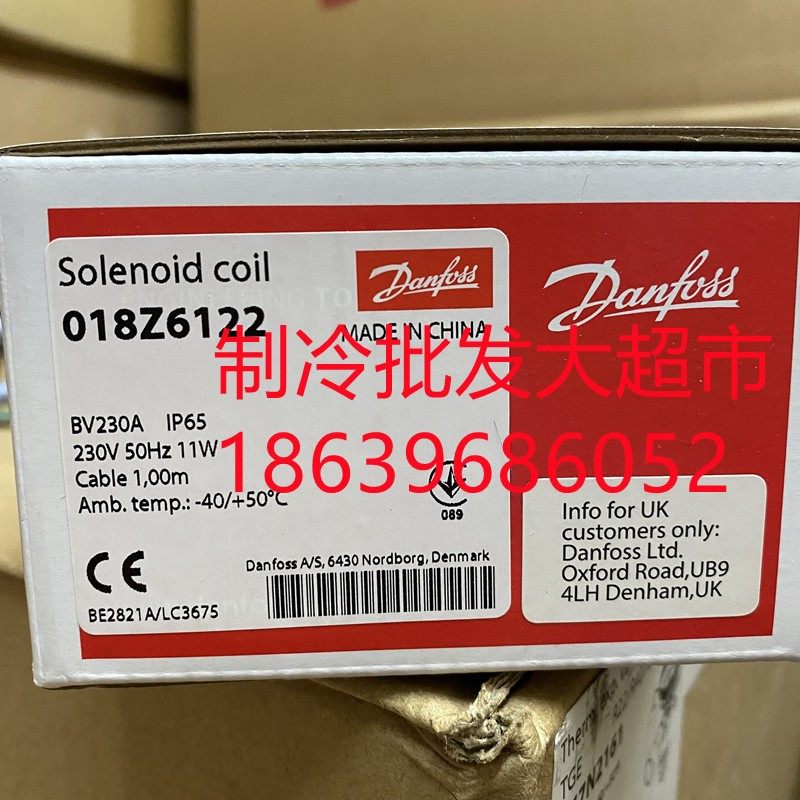 Solenoid coil
018Z6122
Danfoss
MADE IN CHINA
Danfoss
制冷批发大超市
18639686052
BV230A IP65
230V 50Hz 11W
Cable 1,00m
Amb. temp.: -40/+50°C
089
Danfoss A/S, 6430 Nordborg, Denmark
CE
BE2821A/LC3675
Info for UK
customers only:
Danfoss Ltd.
Oxford Road,UB9
4LH Denham,UK
TGE